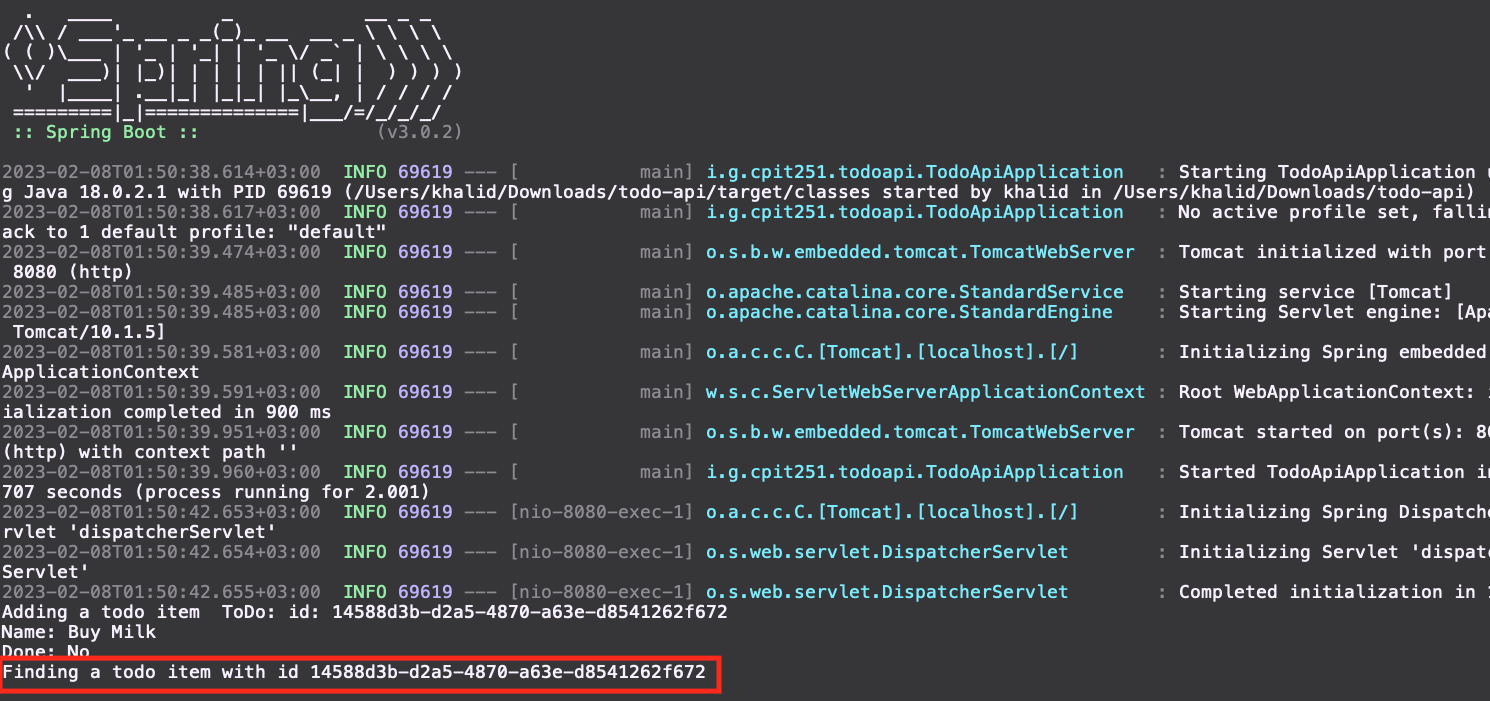 .   ____          _            __ _ _
 /\\ / ___'_ __ _ _(_)_ __  __ _ \ \ \ \
( ( )\___ | '_ | '_| | '_ \/ _` | \ \ \ \
 \\/  ___)| |_)| | | | | || (_| |  ) ) ) )
  '  |____| .__|_| |_|_| |_\__, | / / / /
 =========|_|==============|___/=/_/_/_/
 :: Spring Boot ::                (v3.0.2)
2023-02-08T01:50:38.614+03:00  INFO 69619 --- [           main] i.g.cpit251.todoapi.TodoApiApplication   : Starting TodoApiApplication u
g Java 18.0.2.1 with PID 69619 (/Users/khalid/Downloads/todo-api/target/classes started by khalid in /Users/khalid/Downloads/todo-api)
2023-02-08T01:50:38.617+03:00  INFO 69619 --- [           main] i.g.cpit251.todoapi.TodoApiApplication   : No active profile set, fallin
ack to 1 default profile: "default"
2023-02-08T01:50:39.474+03:00  INFO 69619 --- [           main] o.s.b.w.embedded.tomcat.TomcatWebServer  : Tomcat initialized with port
 8080 (http)
2023-02-08T01:50:39.485+03:00  INFO 69619 --- [           main] o.apache.catalina.core.StandardService   : Starting service [Tomcat]
2023-02-08T01:50:39.485+03:00  INFO 69619 --- [           main] o.apache.catalina.core.StandardEngine    : Starting Servlet engine: [Apa
 Tomcat/10.1.5]
2023-02-08T01:50:39.581+03:00  INFO 69619 --- [           main] o.a.c.c.C.[Tomcat].[localhost].[/]       : Initializing Spring embedded
ApplicationContext
2023-02-08T01:50:39.591+03:00  INFO 69619 --- [           main] w.s.c.ServletWebServerApplicationContext : Root WebApplicationContext: i
ialization completed in 900 ms
2023-02-08T01:50:39.951+03:00  INFO 69619 --- [           main] o.s.b.w.embedded.tomcat.TomcatWebServer  : Tomcat started on port(s): 80
(http) with context path ''
2023-02-08T01:50:39.960+03:00  INFO 69619 --- [           main] i.g.cpit251.todoapi.TodoApiApplication   : Started TodoApiApplication in
707 seconds (process running for 2.001)
2023-02-08T01:50:42.653+03:00  INFO 69619 --- [nio-8080-exec-1] o.a.c.c.C.[Tomcat].[localhost].[/]       : Initializing Spring Dispatche
rvlet 'dispatcherServlet'
2023-02-08T01:50:42.654+03:00  INFO 69619 --- [nio-8080-exec-1] o.s.web.servlet.DispatcherServlet        : Initializing Servlet 'dispatc
Servlet'
2023-02-08T01:50:42.655+03:00  INFO 69619 --- [nio-8080-exec-1] o.s.web.servlet.DispatcherServlet        : Completed initialization in 1
Adding a todo item  ToDo: id: 14588d3b-d2a5-4870-a63e-d8541262f672
Name: Buy Milk
Done: No
Finding a todo item with id 14588d3b-d2a5-4870-a63e-d8541262f672